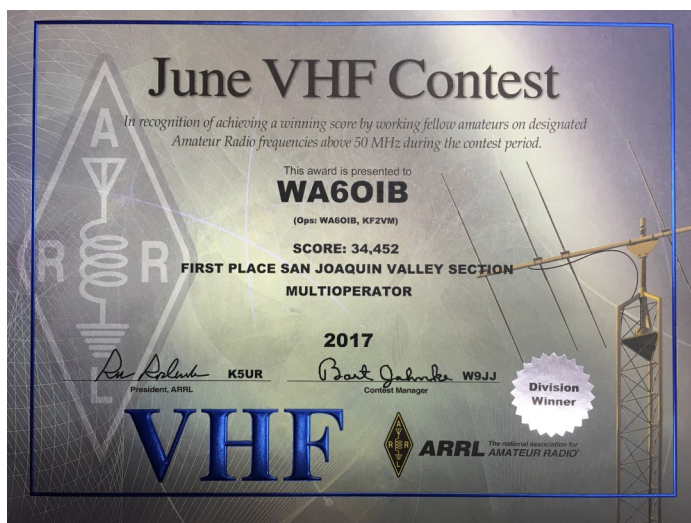 June VHF Contest
In recognition of achieving a winning score by working fellow amateurs on designated
Amateur Radio frequencies above 50 MHz during the contest period.
This award is presented to
WA6OIB
(Ops: WA6OIB, KF2VM)
SCORE: 34,452
FIRST PLACE SAN JOAQUIN VALLEY SECTION
MULTIOPERATOR
2017
K5UR
President, ARRL
Bart Jahnke W9JJ
Contest Manager
Division
Winner
VHF
A
R R
L
ARRL The national association for
AMATEUR RADIO®
A
R R
L